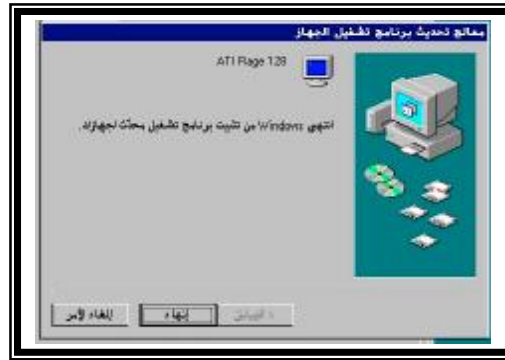 معالج تحديث برنامج تشغيل الجهاز
ATI Rage 128
انتهى Windows من تثبيت برنامج تشغيل محدّث لجهازك.
< السابق
إنهاء
إلغاء الأمر